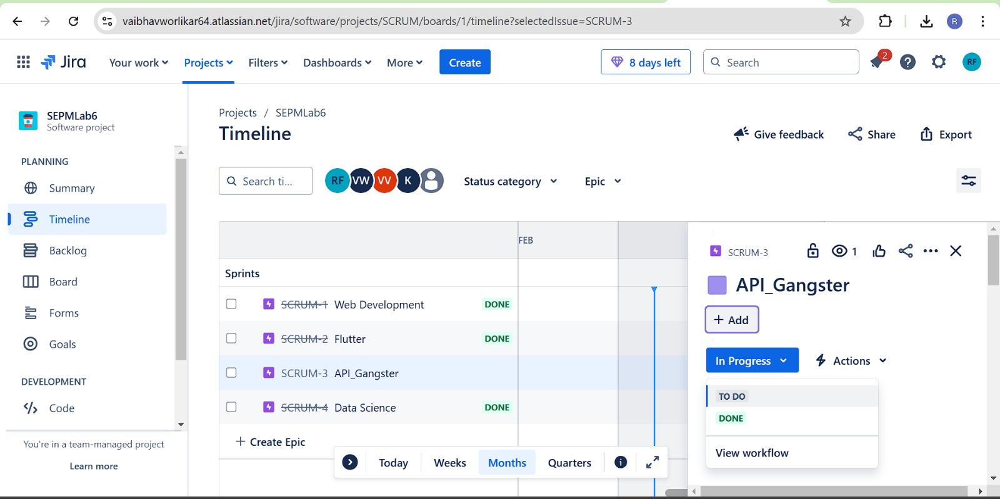 vaibhavworlikar64.atlassian.net/jira/software/projects/SCRUM/boards/1/timeline?selectedIssue=SCRUM-3
R
Jira
Your work
Projects
Filters
Dashboards
More
Create
8 days left
Search
2
RF
SEPMLab6
Software project
PLANNING
Summary
Timeline
Backlog
Board
Forms
Goals
DEVELOPMENT
Code
You're in a team-managed project
Learn more
Projects / SEPMLab6
Timeline
Give feedback
Share
Export
Search ti...
RF
VW
VV
K
Status category
Epic
FEB
Sprints
SCRUM-1 Web Development DONE
SCRUM-2 Flutter DONE
SCRUM-3 API_Gangster
SCRUM-4 Data Science DONE
+ Create Epic
Today
Weeks
Months
Quarters
SCRUM-3
1
API_Gangster
+ Add
In Progress
Actions
TO DO
DONE
View workflow